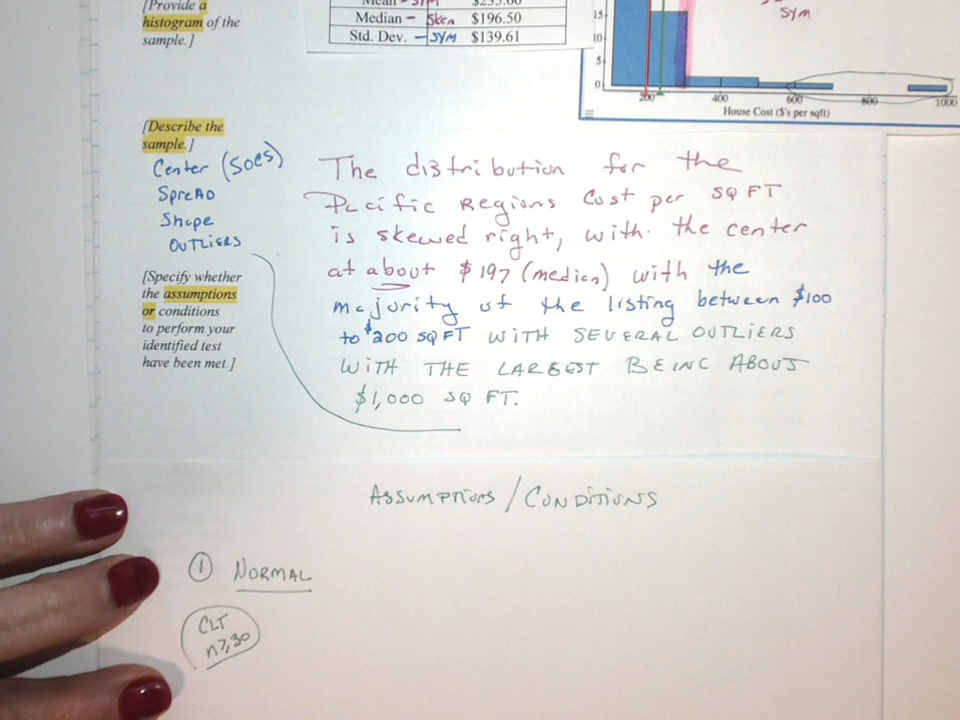 [Provide a
histogram of the
sample.]
Mean - SYM $235.66
Median - Skew $196.50
Std. Dev. - SYM $139.61
SYM
15
10
5
0
200 400 600 800 1000
House Cost ($'s per sqft)
[Describe the
sample.]
Center (SOCS)
SpreAD
Shape
OUTLIERS
The distribution for the
Pacific Regions Cost per SQ FT
is skewed right, with the center
at about $197 (median) with the
majority of the listing between $100
to $200 SQ FT WITH SEVERAL OUTLIERS
WITH THE LARGEST BEING ABOUT
$1,000 SQ FT.
[Specify whether
the assumptions
or conditions
to perform your
identified test
have been met.]
ASSUMPTIONS / CONDITIONS
① NORMAL
CLT
n≥30